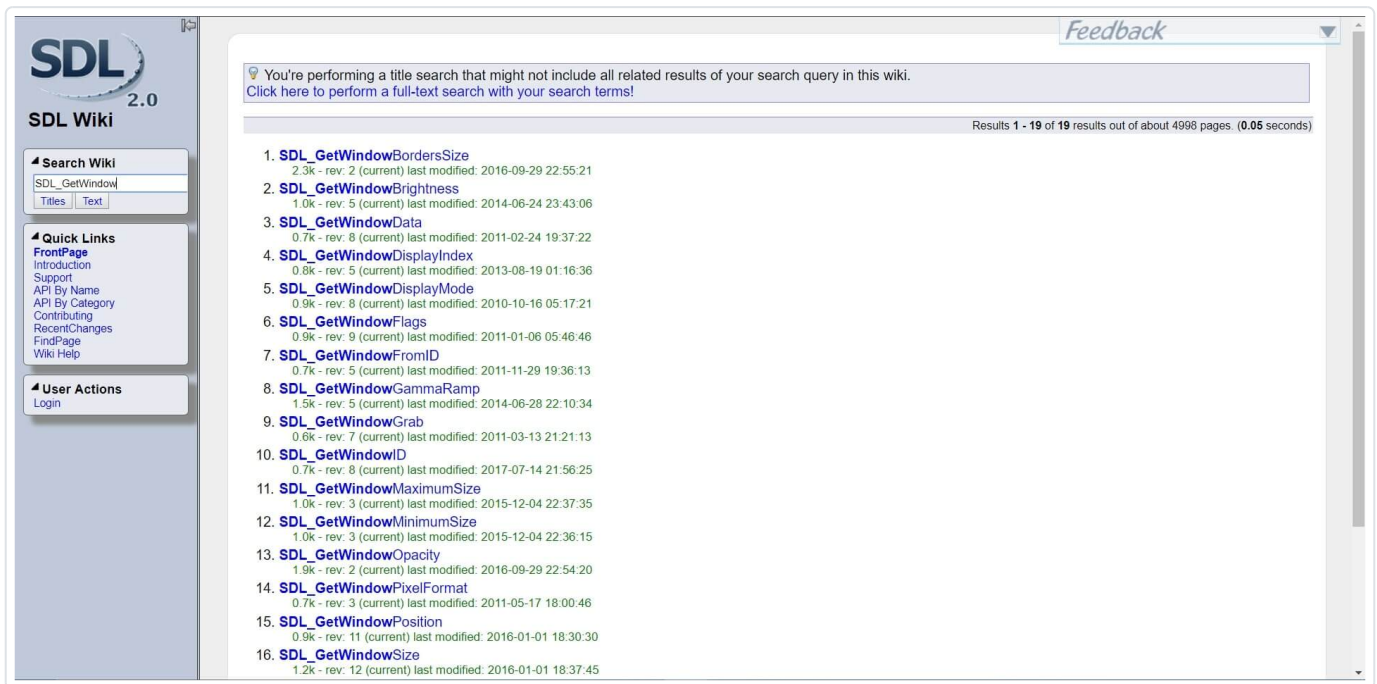 SDL
2.0
SDL Wiki
Search Wiki
SDL_GetWindow
Titles Text
Quick Links
FrontPage
Introduction
Support
API By Name
API By Category
Contributing
RecentChanges
FindPage
Wiki Help
User Actions
Login
Feedback
You're performing a title search that might not include all related results of your search query in this wiki.
Click here to perform a full-text search with your search terms!
Results 1 - 19 of 19 results out of about 4998 pages. (0.05 seconds)
1. SDL_GetWindowBordersSize
2.3k - rev: 2 (current) last modified: 2016-09-29 22:55:21
2. SDL_GetWindowBrightness
1.0k - rev: 5 (current) last modified: 2014-06-24 23:43:06
3. SDL_GetWindowData
0.7k - rev: 8 (current) last modified: 2011-02-24 19:37:22
4. SDL_GetWindowDisplayIndex
0.8k - rev: 5 (current) last modified: 2013-08-19 01:16:36
5. SDL_GetWindowDisplayMode
0.9k - rev: 8 (current) last modified: 2010-10-16 05:17:21
6. SDL_GetWindowFlags
0.9k - rev: 9 (current) last modified: 2011-01-06 05:46:46
7. SDL_GetWindowFromID
0.7k - rev: 5 (current) last modified: 2011-11-29 19:36:13
8. SDL_GetWindowGammaRamp
1.5k - rev: 5 (current) last modified: 2014-06-28 22:10:34
9. SDL_GetWindowGrab
0.6k - rev: 7 (current) last modified: 2011-03-13 21:21:13
10. SDL_GetWindowID
0.7k - rev: 8 (current) last modified: 2017-07-14 21:56:25
11. SDL_GetWindowMaximumSize
1.0k - rev: 3 (current) last modified: 2015-12-04 22:37:35
12. SDL_GetWindowMinimumSize
1.0k - rev: 3 (current) last modified: 2015-12-04 22:36:15
13. SDL_GetWindowOpacity
1.9k - rev: 2 (current) last modified: 2016-09-29 22:54:20
14. SDL_GetWindowPixelFormat
0.7k - rev: 3 (current) last modified: 2011-05-17 18:00:46
15. SDL_GetWindowPosition
0.9k - rev: 11 (current) last modified: 2016-01-01 18:30:30
16. SDL_GetWindowSize
1.2k - rev: 12 (current) last modified: 2016-01-01 18:37:45